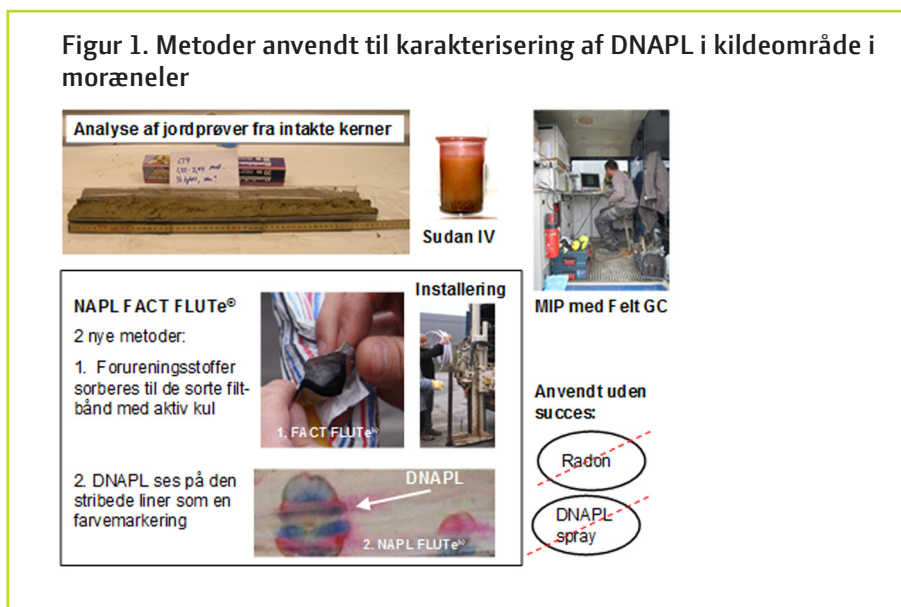 Figur 1. Metoder anvendt til karakterisering af DNAPL i kildeområde i
moræneler
Analyse af jordprøver fra intakte kerner
Sudan IV
MIP med Felt GC
NAPL FACT FLUTe©
2 nye metoder:
1. Forureningsstoffer
sorberes til de sorte filt-
bånd med aktiv kul
1. FACT FLUTe
Installering
2. DNAPL ses på den
stribede liner som en
farvemarkering
DNAPL
2. NAPL FLUTe
Anvendt uden
succes:
Radon
DNAPL
spray